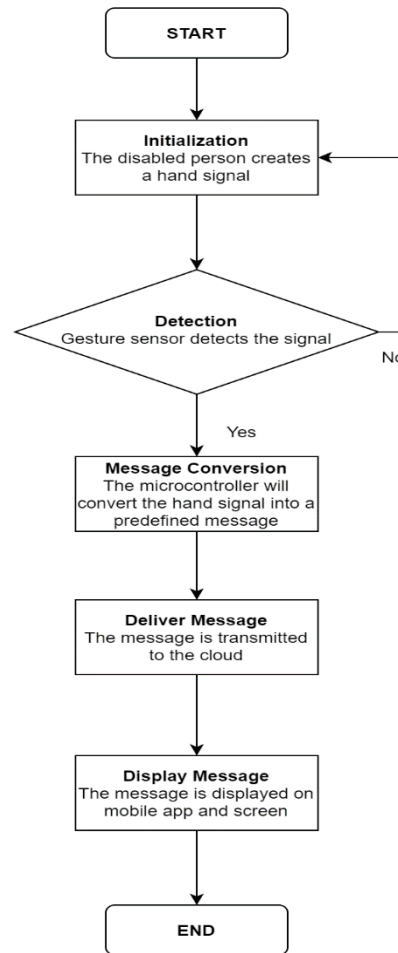 START
Initialization
The disabled person creates
a hand signal
Detection
Gesture sensor detects the signal
No
Yes
Message Conversion
The microcontroller will
convert the hand signal into a
predefined message
Deliver Message
The message is transmitted
to the cloud
Display Message
The message is displayed on
mobile app and screen
END